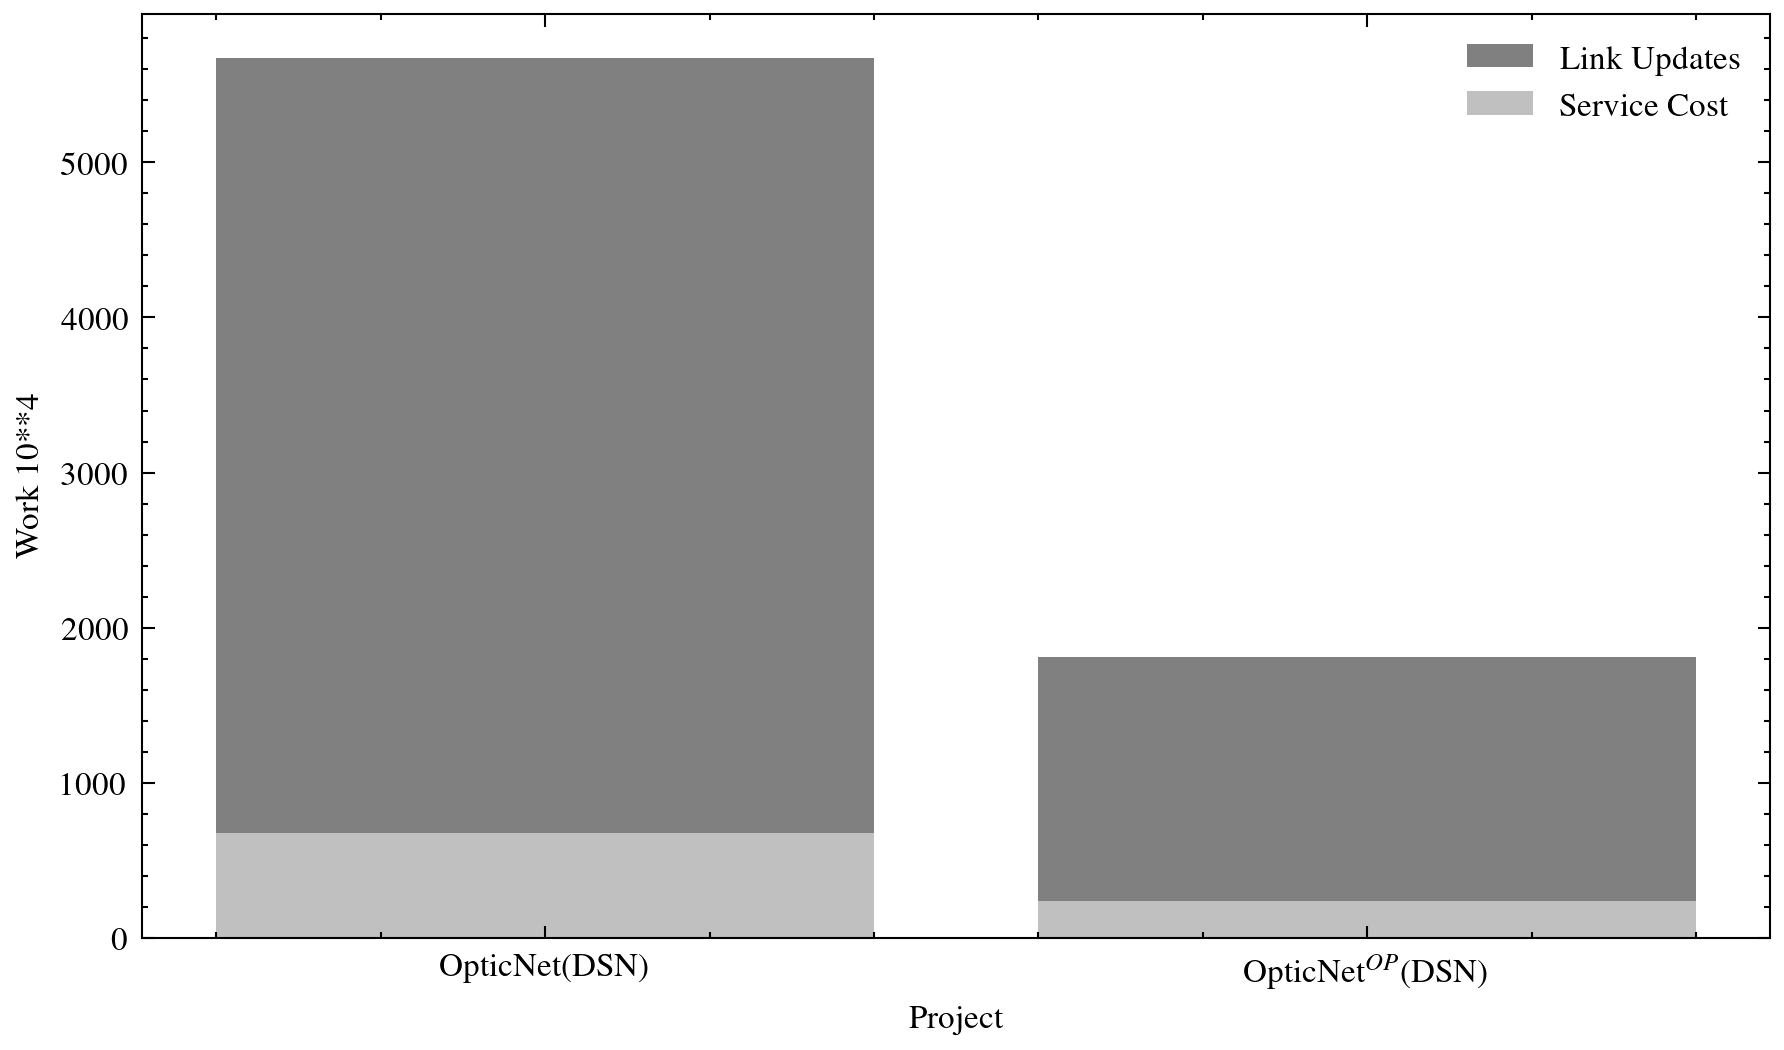 Link Updates
Service Cost
5000
4000
3000
2000
1000
0
Work 10**4
OpticNet(DSN)
OpticNet^{OP}(DSN)
Project